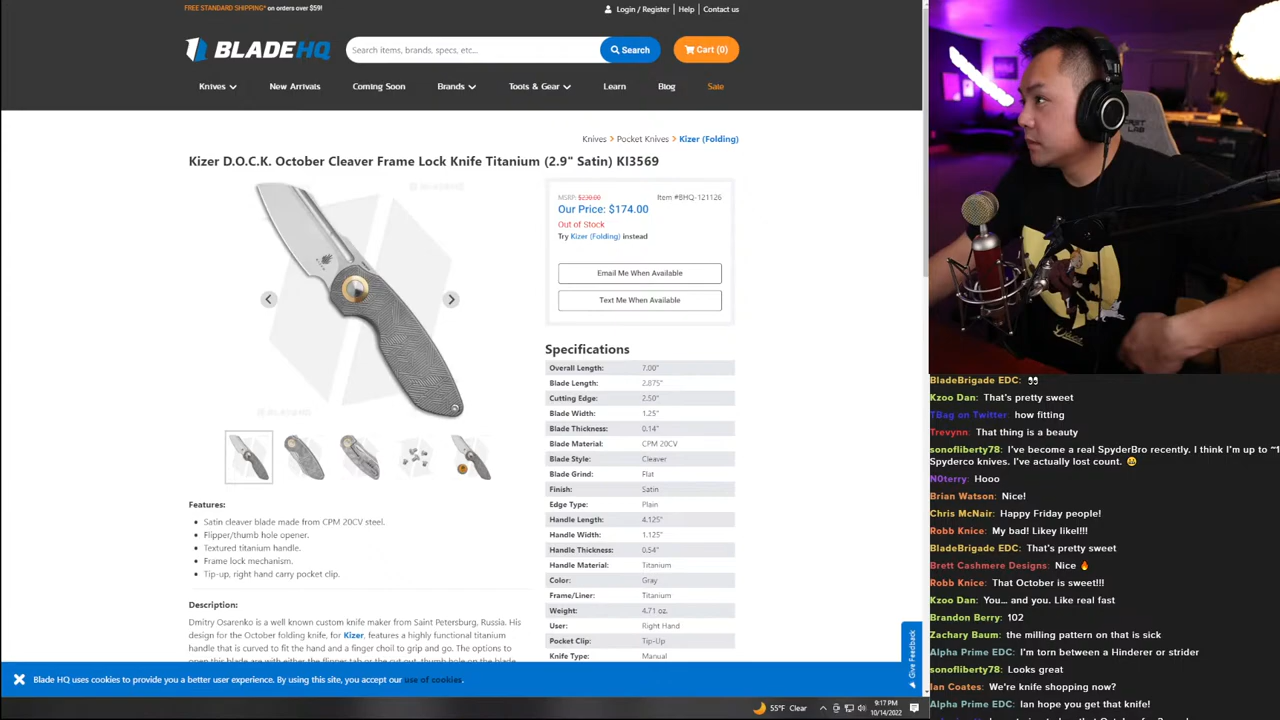 FREE STANDARD SHIPPING* on orders over $59!
Login / Register | Help | Contact us
BLADEHQ
Search items, brands, specs, etc...
Search
Cart (0)
Knives
New Arrivals
Coming Soon
Brands
Tools & Gear
Learn
Blog
Sale
Knives > Pocket Knives > Kizer (Folding)
Kizer D.O.C.K. October Cleaver Frame Lock Knife Titanium (2.9" Satin) KI3569
MSRP: $230.00
Item #BHQ-121126
Our Price: $174.00
Out of Stock
Try Kizer (Folding) instead
Email Me When Available
Text Me When Available
Specifications
Overall Length: 7.00"
Blade Length: 2.875"
Cutting Edge: 2.50"
Blade Width: 1.25"
Blade Thickness: 0.14"
Blade Material: CPM 20CV
Blade Style: Cleaver
Blade Grind: Flat
Finish: Satin
Edge Type: Plain
Handle Length: 4.125"
Handle Width: 1.125"
Handle Thickness: 0.54"
Handle Material: Titanium
Color: Gray
Frame/Liner: Titanium
Weight: 4.71 oz.
User: Right Hand
Pocket Clip: Tip-Up
Knife Type: Manual
Features:
• Satin cleaver blade made from CPM 20CV steel.
• Flipper/thumb hole opener.
• Textured titanium handle.
• Frame lock mechanism.
• Tip-up, right hand carry pocket clip.
Description:
Dmitry Osarenko is a well known custom knife maker from Saint Petersburg, Russia. His
design for the October folding knife, for Kizer, features a highly functional titanium
handle that is curved to fit the hand and a finger choil to grip and go. The options to
Give Feedback
Blade HQ uses cookies to provide you a better user experience. By using this site, you accept our use of cookies.
55°F Clear
9:17 PM
10/14/2022
BladeBrigade EDC: 👀
Kzoo Dan: That's pretty sweet
TBag on Twitter: how fitting
Trevynn: That thing is a beauty
sonofliberty78: I've become a real SpyderBro recently. I think I'm up to ~1
Spyderco knives. I've actually lost count. 😆
N0terry: Hooo
Brian Watson: Nice!
Chris McNair: Happy Friday people!
Robb Knice: My bad! Likey likel!!!
BladeBrigade EDC: That's pretty sweet
Brett Cashmere Designs: Nice 🔥
Robb Knice: That October is sweet!!!
Kzoo Dan: You... and you. Like real fast
Brandon Berry: 102
Zachary Baum: the milling pattern on that is sick
Alpha Prime EDC: I'm torn between a Hinderer or strider
sonofliberty78: Looks great
Ian Coates: We're knife shopping now?
Alpha Prime EDC: Ian hope you get that knife!